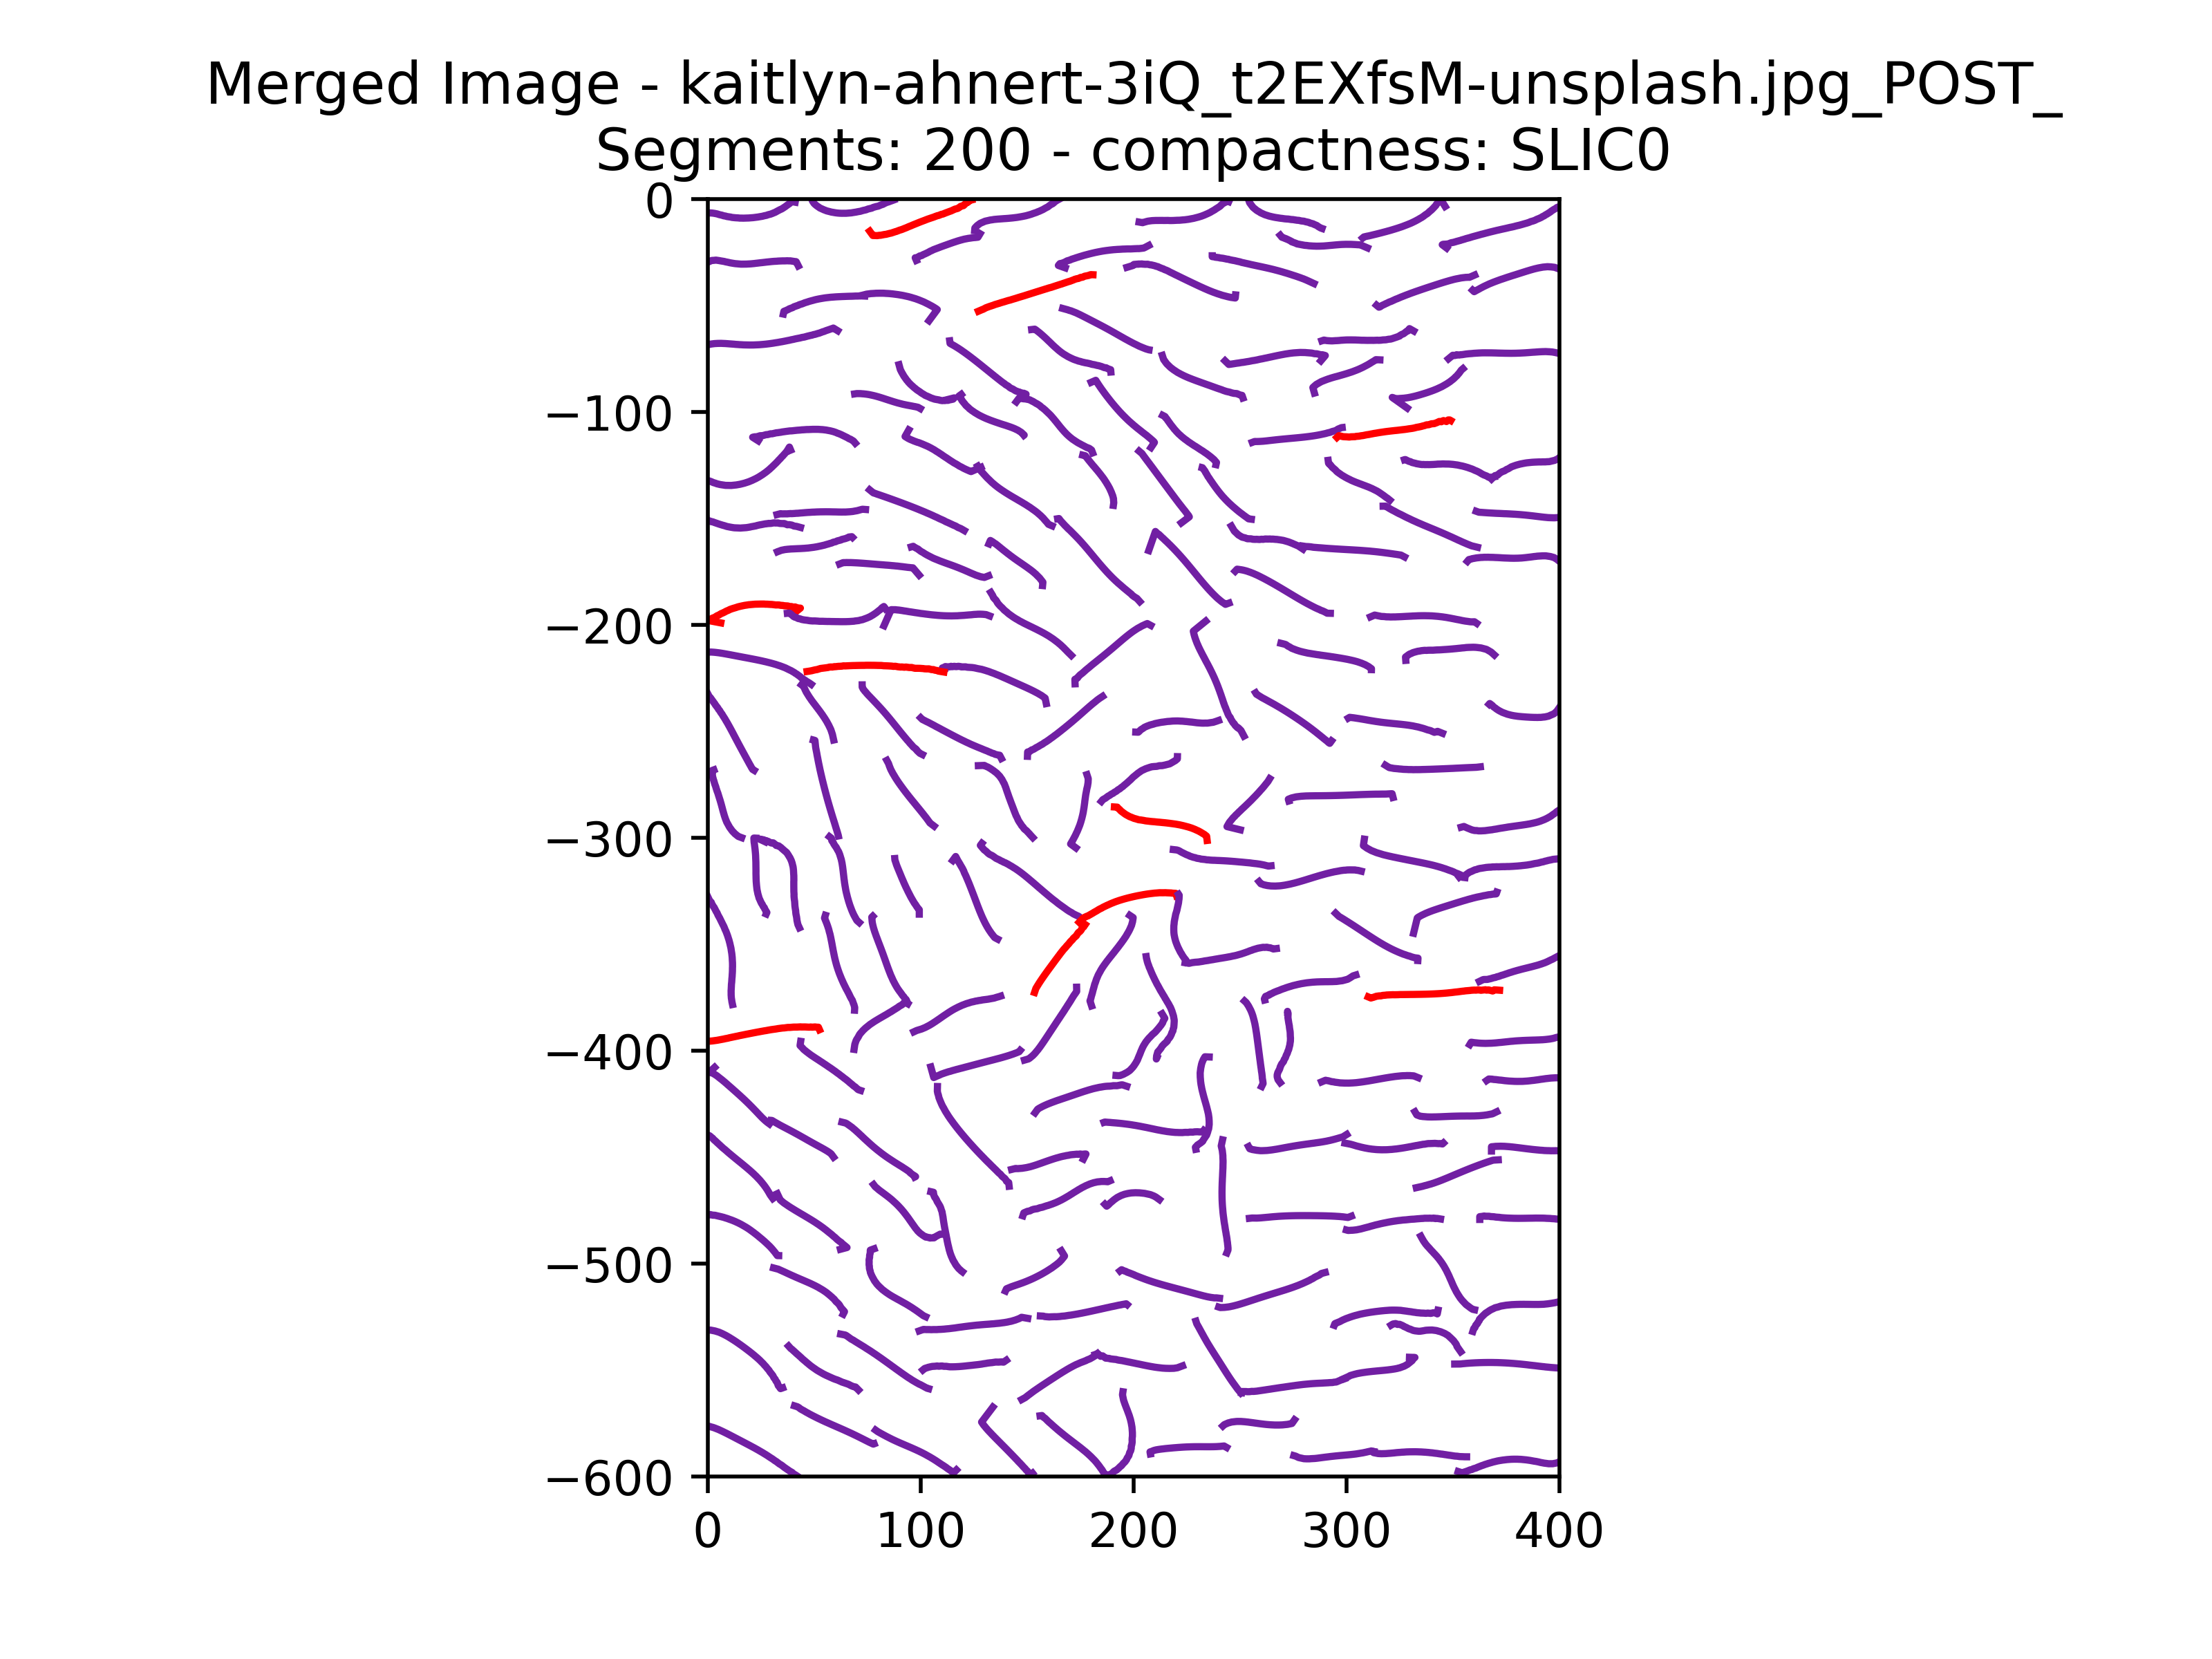 Merged Image - kaitlyn-ahnert-3iQ_t2EXfsM-unsplash.jpg_POST_
Segments: 200 - compactness: SLIC0
0
−100
−200
−300
−400
−500
−600
0 100 200 300 400